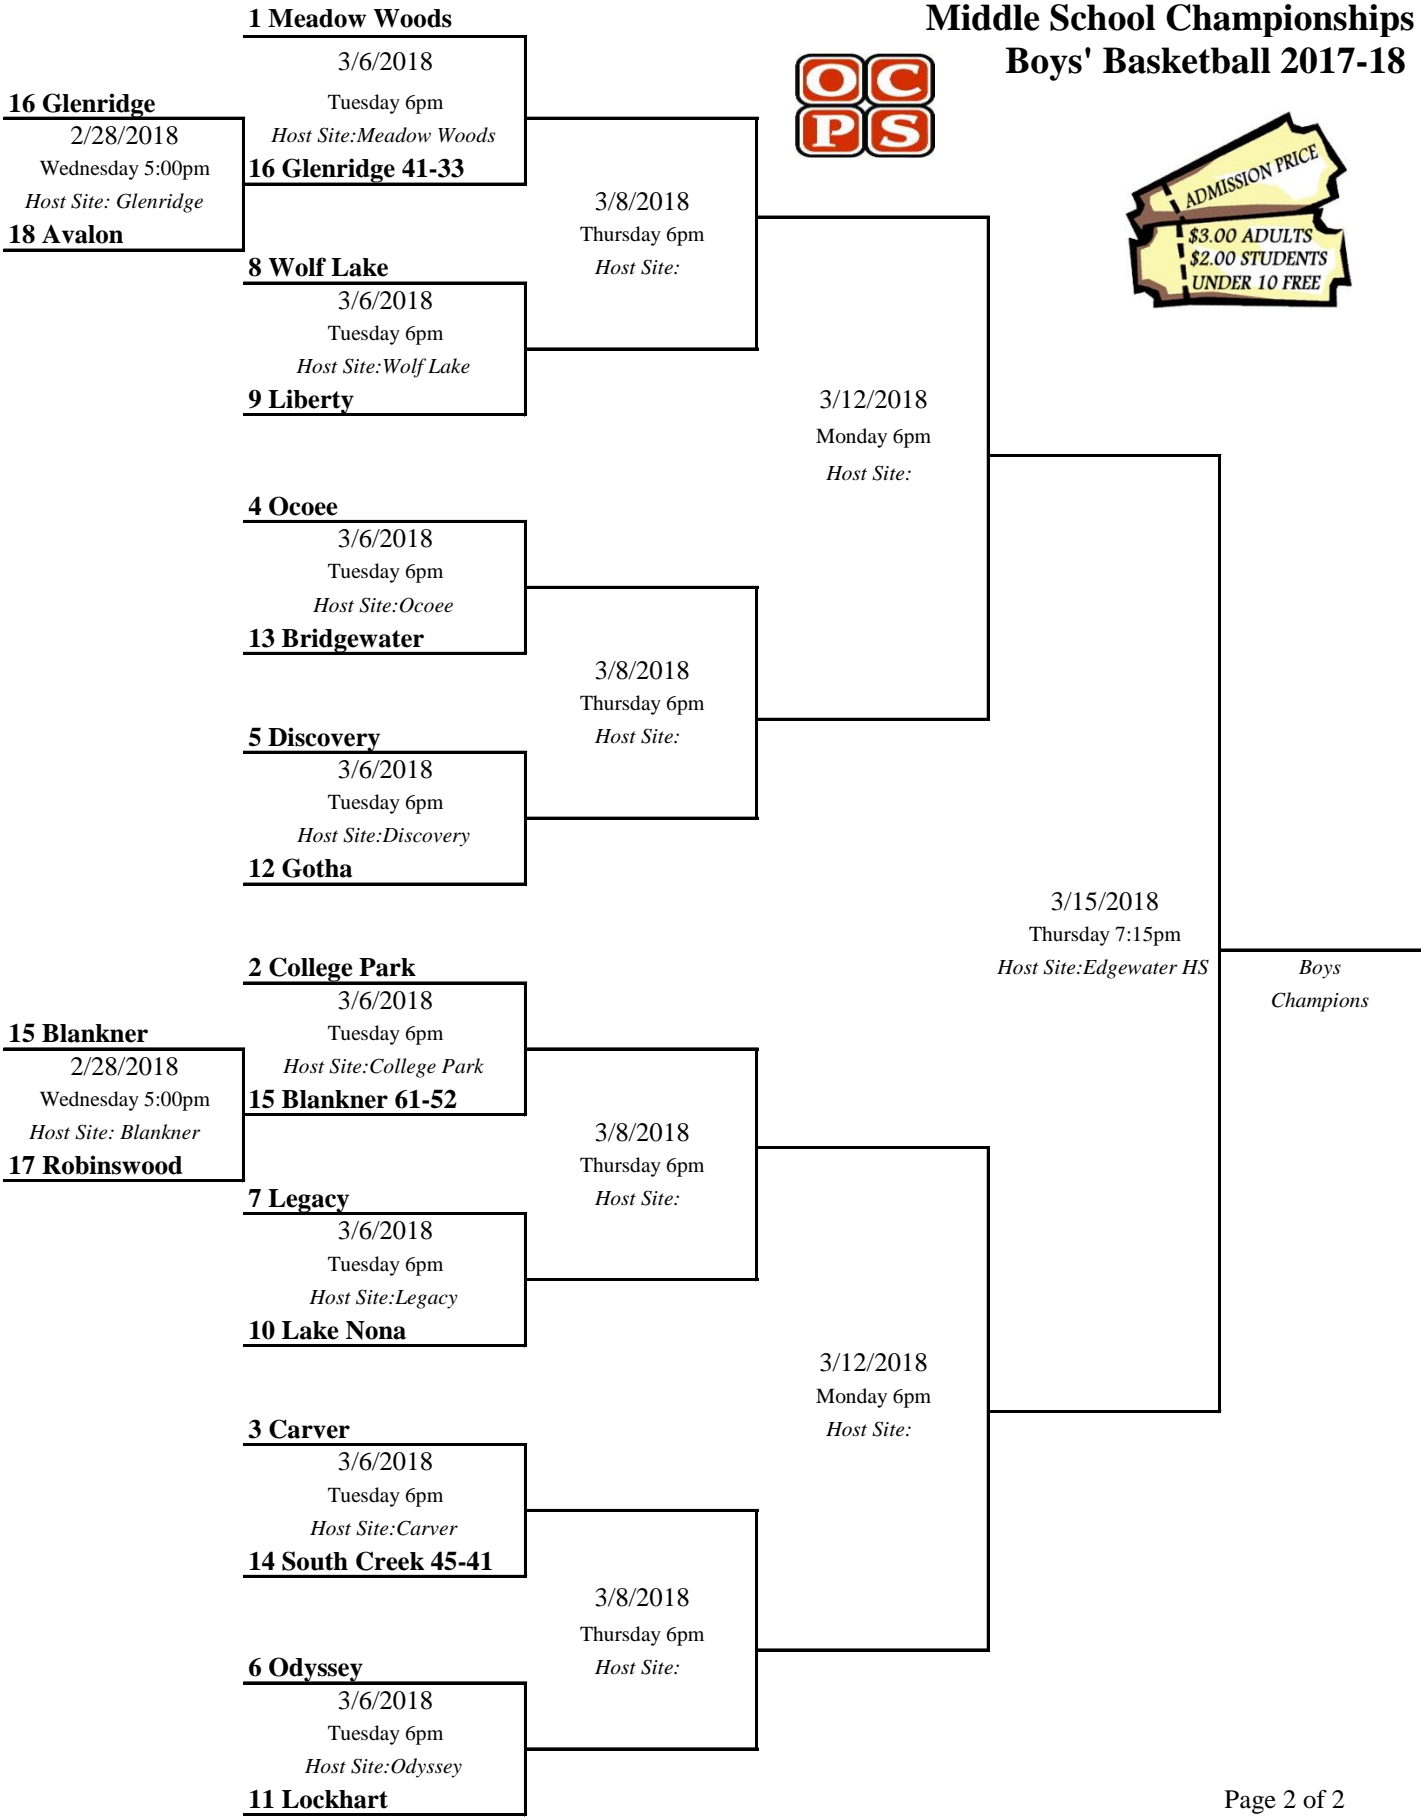 Middle School Championships
Boys' Basketball 2017-18
OC
PS
ADMISSION PRICE
$3.00 ADULTS
$2.00 STUDENTS
UNDER 10 FREE
1 Meadow Woods
3/6/2018
Tuesday 6pm
Host Site:Meadow Woods
16 Glenridge 41-33
16 Glenridge
2/28/2018
Wednesday 5:00pm
Host Site: Glenridge
18 Avalon
3/8/2018
Thursday 6pm
Host Site:
8 Wolf Lake
3/6/2018
Tuesday 6pm
Host Site:Wolf Lake
9 Liberty
3/12/2018
Monday 6pm
Host Site:
4 Ocoee
3/6/2018
Tuesday 6pm
Host Site:Ocoee
13 Bridgewater
3/8/2018
Thursday 6pm
Host Site:
5 Discovery
3/6/2018
Tuesday 6pm
Host Site:Discovery
12 Gotha
3/15/2018
Thursday 7:15pm
Host Site:Edgewater HS
Boys
Champions
2 College Park
3/6/2018
Tuesday 6pm
Host Site:College Park
15 Blankner 61-52
15 Blankner
2/28/2018
Wednesday 5:00pm
Host Site: Blankner
17 Robinswood
3/8/2018
Thursday 6pm
Host Site:
7 Legacy
3/6/2018
Tuesday 6pm
Host Site:Legacy
10 Lake Nona
3/12/2018
Monday 6pm
Host Site:
3 Carver
3/6/2018
Tuesday 6pm
Host Site:Carver
14 South Creek 45-41
3/8/2018
Thursday 6pm
Host Site:
6 Odyssey
3/6/2018
Tuesday 6pm
Host Site:Odyssey
11 Lockhart
Page 2 of 2